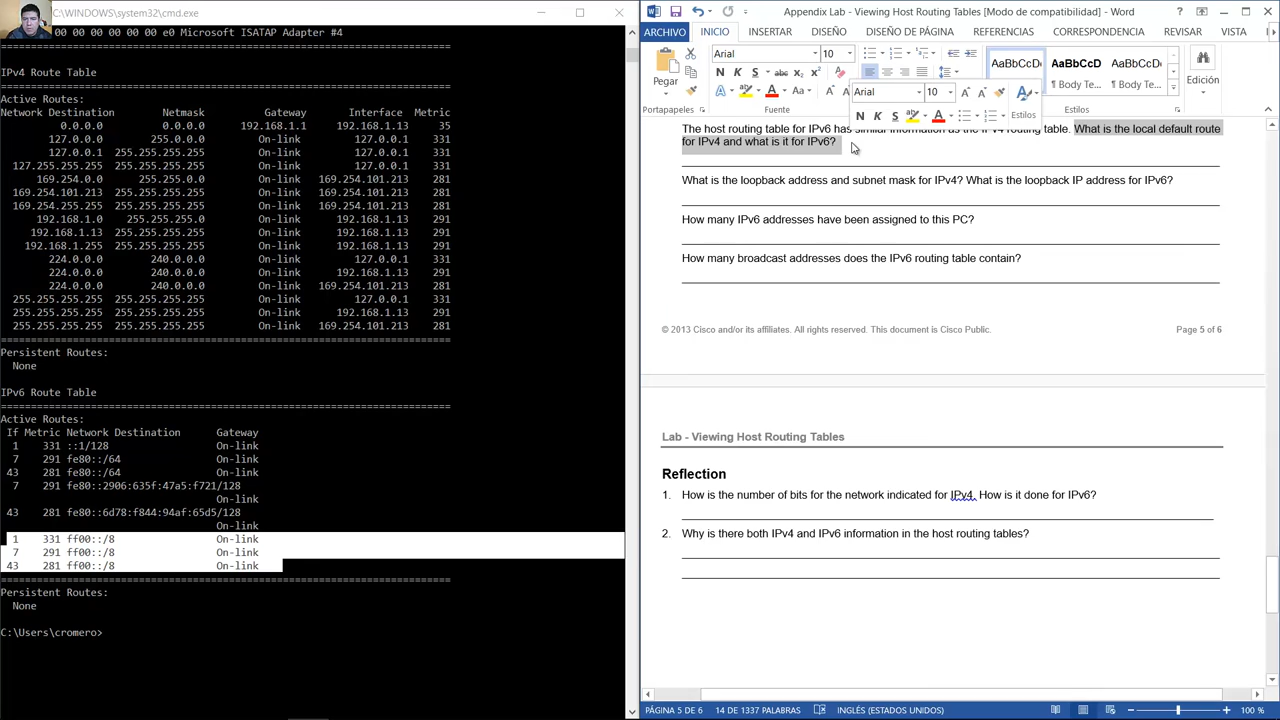 C:\WINDOWS\system32\cmd.exe
00 00 00 00 00 00 e0 Microsoft ISATAP Adapter #4
===========================================================================
IPv4 Route Table
===========================================================================
Active Routes:
Network Destination Netmask Gateway Interface Metric
0.0.0.0 0.0.0.0 192.168.1.1 192.168.1.13 35
127.0.0.0 255.0.0.0 On-link 127.0.0.1 331
127.0.0.1 255.255.255.255 On-link 127.0.0.1 331
127.255.255.255 255.255.255.255 On-link 127.0.0.1 331
169.254.0.0 255.255.0.0 On-link 169.254.101.213 281
169.254.101.213 255.255.255.255 On-link 169.254.101.213 281
169.254.255.255 255.255.255.255 On-link 169.254.101.213 281
192.168.1.0 255.255.255.0 On-link 192.168.1.13 291
192.168.1.13 255.255.255.255 On-link 192.168.1.13 291
192.168.1.255 255.255.255.255 On-link 192.168.1.13 291
224.0.0.0 240.0.0.0 On-link 127.0.0.1 331
224.0.0.0 240.0.0.0 On-link 192.168.1.13 291
224.0.0.0 240.0.0.0 On-link 169.254.101.213 281
255.255.255.255 255.255.255.255 On-link 127.0.0.1 331
255.255.255.255 255.255.255.255 On-link 192.168.1.13 291
255.255.255.255 255.255.255.255 On-link 169.254.101.213 281
===========================================================================
Persistent Routes:
None
IPv6 Route Table
===========================================================================
Active Routes:
If Metric Network Destination Gateway
1 331 ::1/128 On-link
7 291 fe80::/64 On-link
43 281 fe80::/64 On-link
7 291 fe80::2906:635f:47a5:f721/128
On-link
43 281 fe80::6d78:f844:94af:65d5/128
On-link
1 331 ff00::/8 On-link
7 291 ff00::/8 On-link
43 281 ff00::/8 On-link
===========================================================================
Persistent Routes:
None
C:\Users\cromero>
Appendix Lab - Viewing Host Routing Tables [Modo de compatibilidad] - Word
ARCHIVO INICIO INSERTAR DISEÑO DISEÑO DE PÁGINA REFERENCIAS CORRESPONDENCIA REVISAR VISTA
Pegar
Arial 10
N K S abc x₂ x²
AaBbCcDc AaBbCcD AaBbCcDc
¶ Body Te... ¶ Body Te...
Edición
Arial 10
N K S
Estilos
Portapapeles Fuente Estilos
The host routing table for IPv6 has similar information as the IPv4 routing table. What is the local default route
for IPv4 and what is it for IPv6?
What is the loopback address and subnet mask for IPv4? What is the loopback IP address for IPv6?
How many IPv6 addresses have been assigned to this PC?
How many broadcast addresses does the IPv6 routing table contain?
© 2013 Cisco and/or its affiliates. All rights reserved. This document is Cisco Public. Page 5 of 6
Lab - Viewing Host Routing Tables
Reflection
1. How is the number of bits for the network indicated for IPv4. How is it done for IPv6?
2. Why is there both IPv4 and IPv6 information in the host routing tables?
PÁGINA 5 DE 6 14 DE 1337 PALABRAS INGLÉS (ESTADOS UNIDOS) 100 %